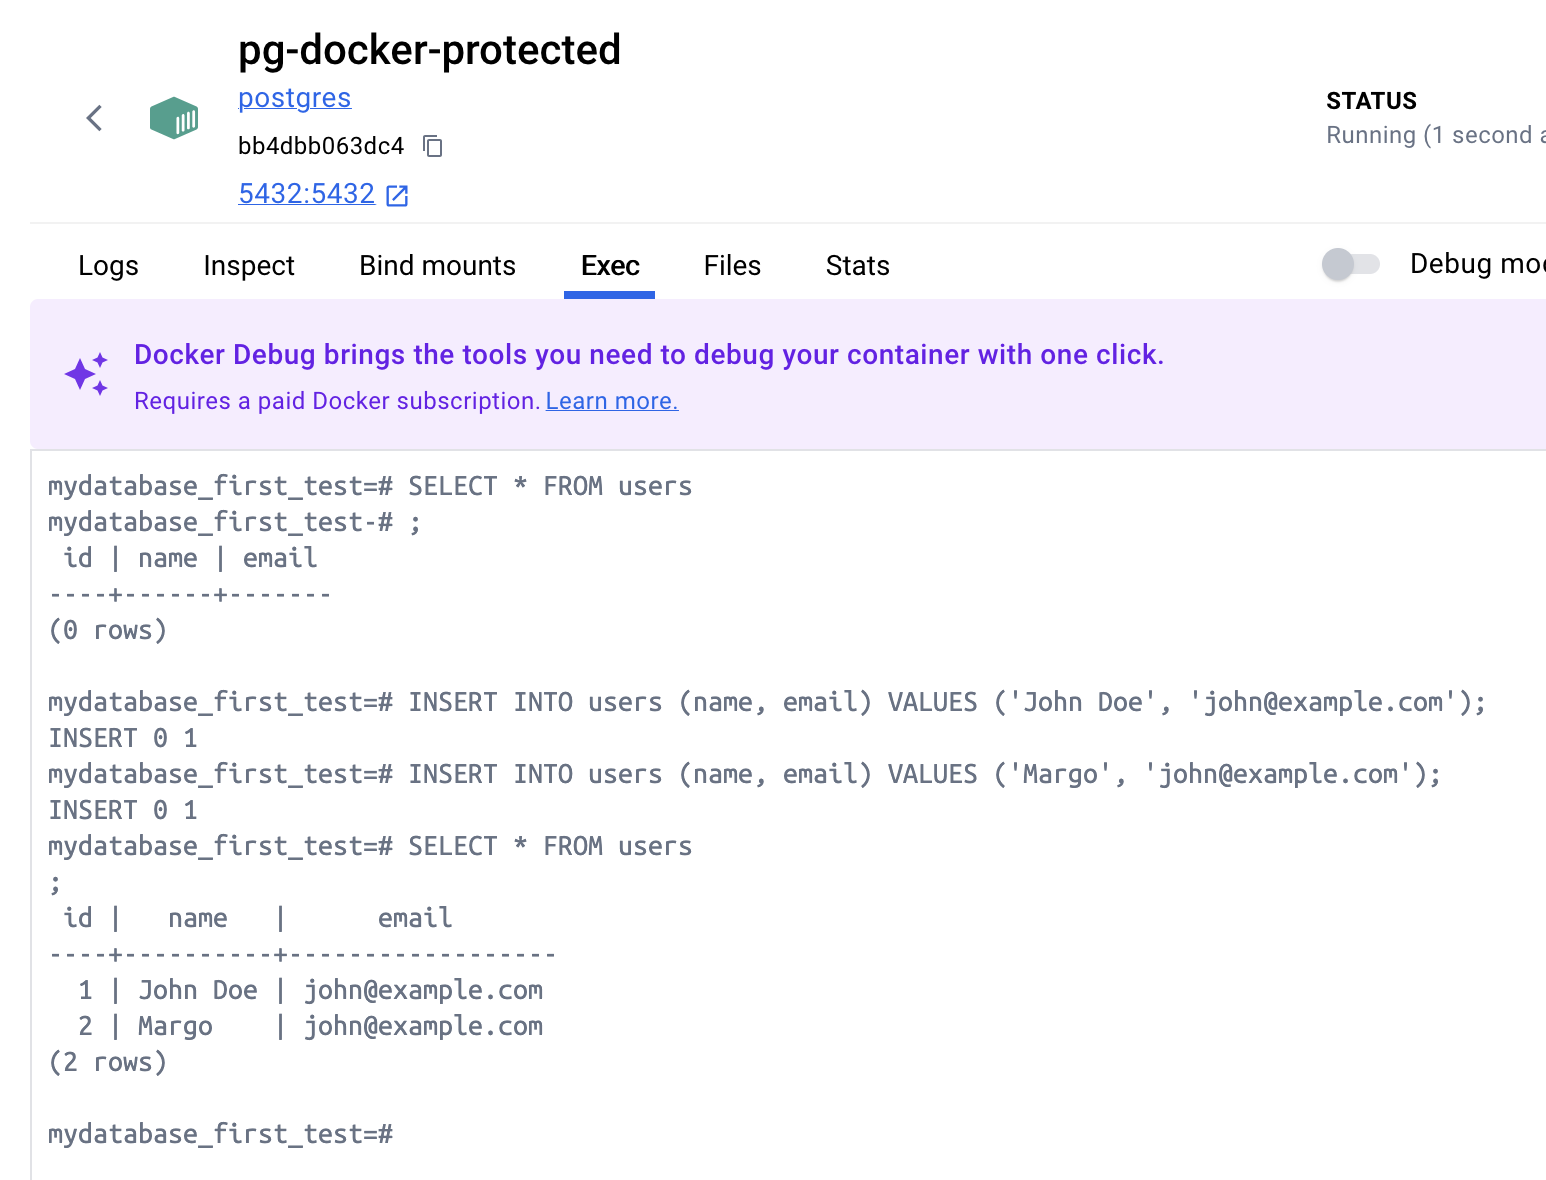 pg-docker-protected
postgres
bb4dbb063dc4
5432:5432
STATUS
Running (1 second a
Logs Inspect Bind mounts Exec Files Stats Debug mo
Docker Debug brings the tools you need to debug your container with one click.
Requires a paid Docker subscription. Learn more.
mydatabase_first_test=# SELECT * FROM users
mydatabase_first_test-# ;
 id | name | email
----+------+-------
(0 rows)

mydatabase_first_test=# INSERT INTO users (name, email) VALUES ('John Doe', 'john@example.com');
INSERT 0 1
mydatabase_first_test=# INSERT INTO users (name, email) VALUES ('Margo', 'john@example.com');
INSERT 0 1
mydatabase_first_test=# SELECT * FROM users
;
 id |   name   |      email
----+----------+------------------
  1 | John Doe | john@example.com
  2 | Margo    | john@example.com
(2 rows)

mydatabase_first_test=#